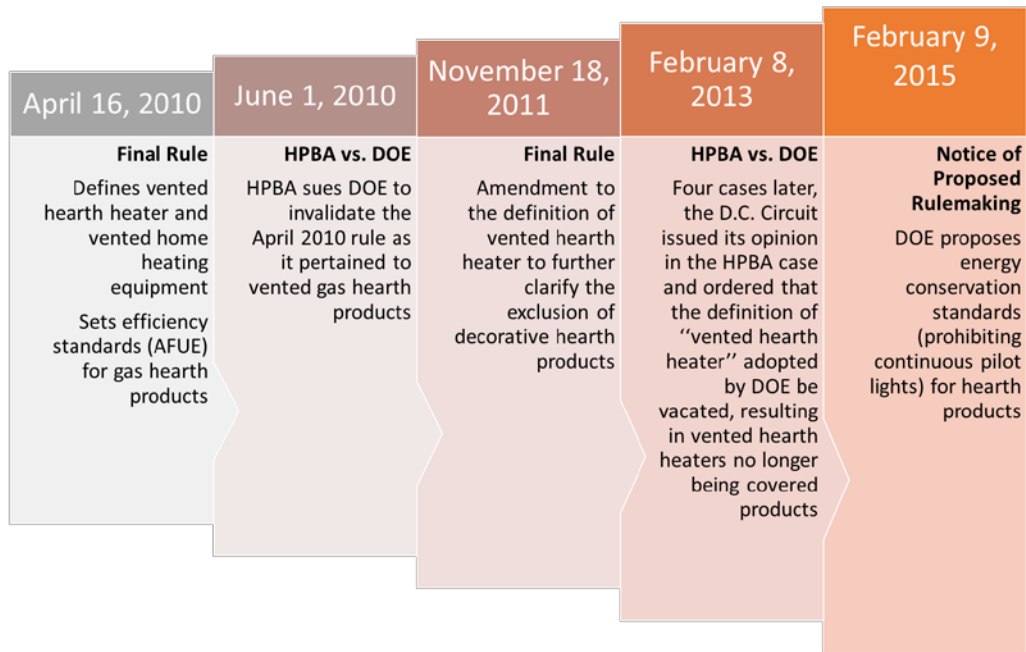 April 16, 2010
Final Rule
Defines vented
hearth heater and
vented home
heating
equipment
Sets efficiency
standards (AFUE)
for gas hearth
products
June 1, 2010
HPBA vs. DOE
HPBA sues DOE to
invalidate the
April 2010 rule as
it pertained to
vented gas hearth
products
November 18,
2011
Final Rule
Amendment to
the definition of
vented hearth
heater to further
clarify the
exclusion of
decorative hearth
products
February 8,
2013
HPBA vs. DOE
Four cases later,
the D.C. Circuit
issued its opinion
in the HPBA case
and ordered that
the definition of
‘‘vented hearth
heater’’ adopted
by DOE be
vacated, resulting
in vented hearth
heaters no longer
being covered
products
February 9,
2015
Notice of
Proposed
Rulemaking
DOE proposes
energy
conservation
standards
(prohibiting
continuous pilot
lights) for hearth
products